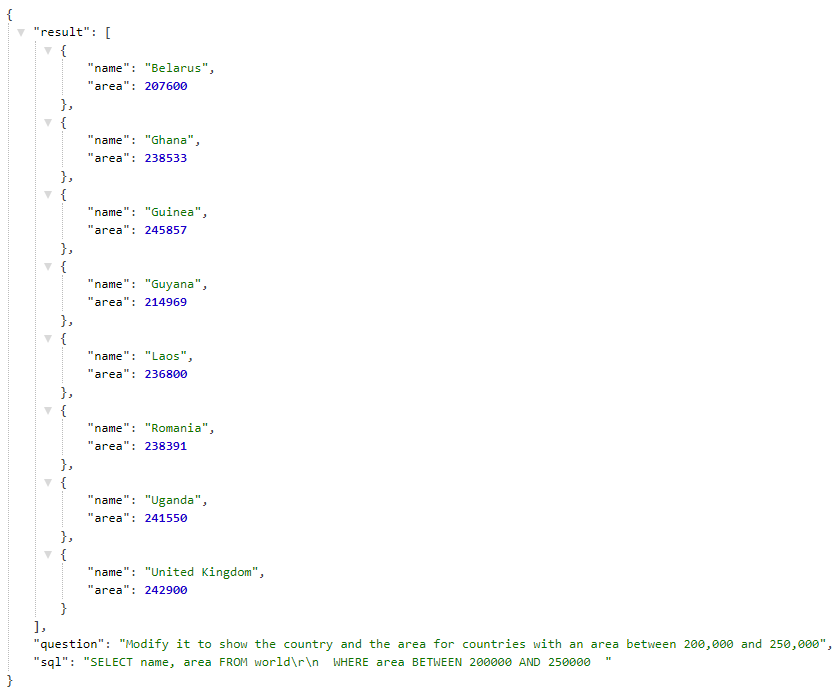 {
"result": [
{
"name": "Belarus",
"area": 207600
},
{
"name": "Ghana",
"area": 238533
},
{
"name": "Guinea",
"area": 245857
},
{
"name": "Guyana",
"area": 214969
},
{
"name": "Laos",
"area": 236800
},
{
"name": "Romania",
"area": 238391
},
{
"name": "Uganda",
"area": 241550
},
{
"name": "United Kingdom",
"area": 242900
}
],
"question": "Modify it to show the country and the area for countries with an area between 200,000 and 250,000",
"sql": "SELECT name, area FROM world\r\n  WHERE area BETWEEN 200000 AND 250000  "
}